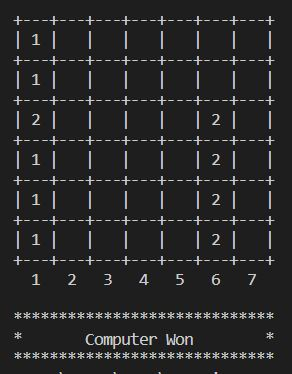 +---+---+---+---+---+---+---+
| 1 |   |   |   |   |   |   |
+---+---+---+---+---+---+---+
| 1 |   |   |   |   |   |   |
+---+---+---+---+---+---+---+
| 2 |   |   |   |   | 2 |   |
+---+---+---+---+---+---+---+
| 1 |   |   |   |   | 2 |   |
+---+---+---+---+---+---+---+
| 1 |   |   |   |   | 2 |   |
+---+---+---+---+---+---+---+
| 1 |   |   |   |   | 2 |   |
+---+---+---+---+---+---+---+
  1   2   3   4   5   6   7
*****************************
*       Computer Won        *
*****************************